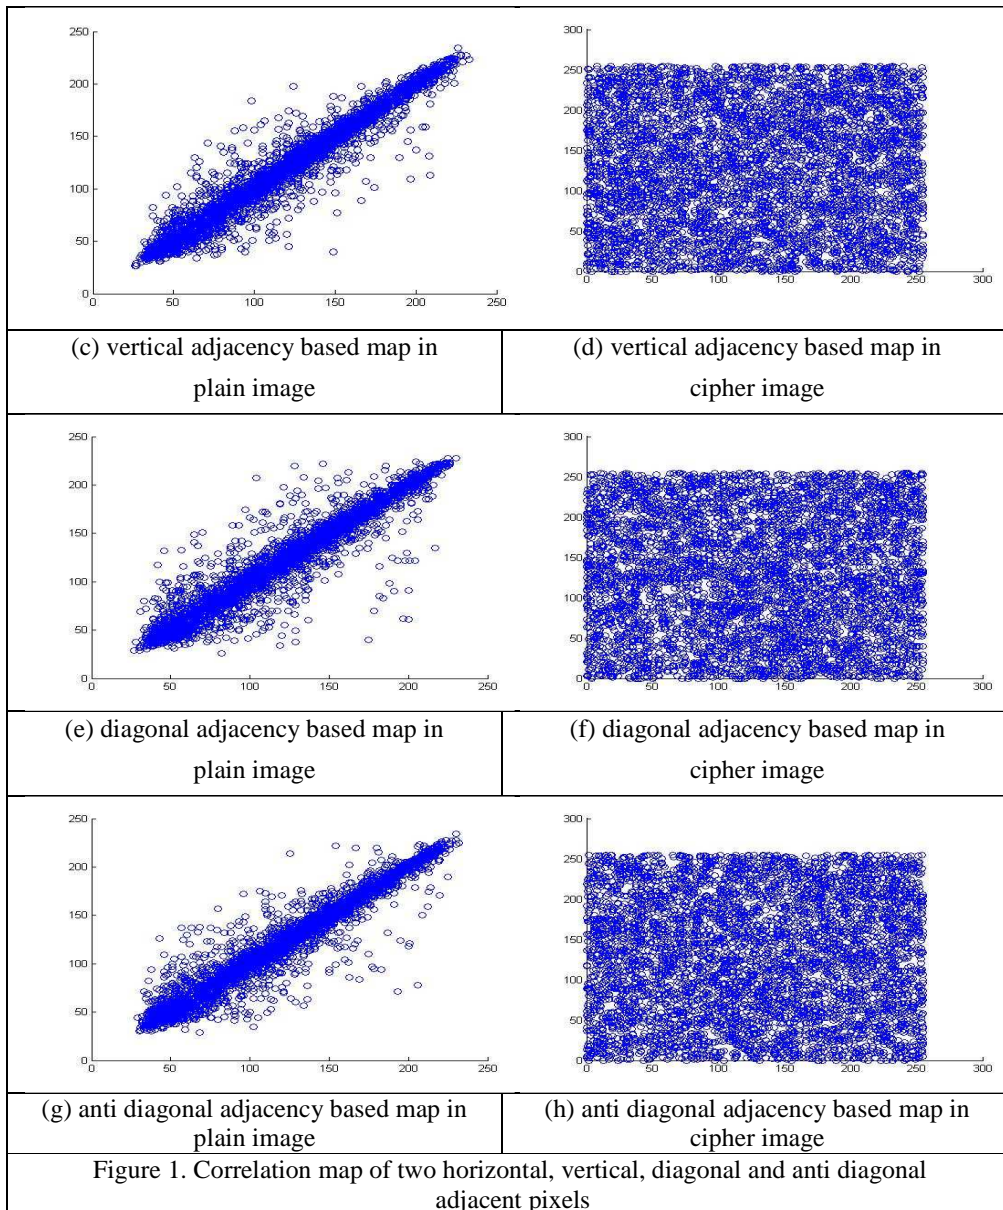 250
200
150
100
50
0
0 50 100 150 200 250
300
250
200
150
100
50
0
0 50 100 150 200 250 300
(c) vertical adjacency based map in
plain image
(d) vertical adjacency based map in
cipher image
250
200
150
100
50
0
0 50 100 150 200 250
300
250
200
150
100
50
0
0 50 100 150 200 250 300
(e) diagonal adjacency based map in
plain image
(f) diagonal adjacency based map in
cipher image
250
200
150
100
50
0
0 50 100 150 200 250
300
250
200
150
100
50
0
0 50 100 150 200 250 300
(g) anti diagonal adjacency based map in
plain image
(h) anti diagonal adjacency based map in
cipher image
Figure 1. Correlation map of two horizontal, vertical, diagonal and anti diagonal
adjacent pixels